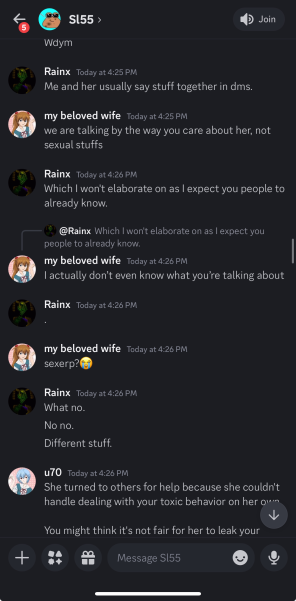 Sl55
Join
5
Wdym
Rainx Today at 4:25 PM
Me and her usually say stuff together in dms.
my beloved wife Today at 4:25 PM
we are talking by the way you care about her, not
sexual stuffs
Rainx Today at 4:26 PM
Which I won't elaborate on as I expect you people to
already know.
@Rainx Which I won't elaborate on as I expect you
people to already know.
my beloved wife Today at 4:26 PM
I actually don't even know what you're talking about
Rainx Today at 4:26 PM
.
my beloved wife Today at 4:26 PM
sexerp?😭
Rainx Today at 4:26 PM
What no.
No no.
Different stuff.
u70 Today at 4:26 PM
She turned to others for help because she couldn't
handle dealing with your toxic behavior on her own
You might think it's not fair for her to leak your
Message Sl55